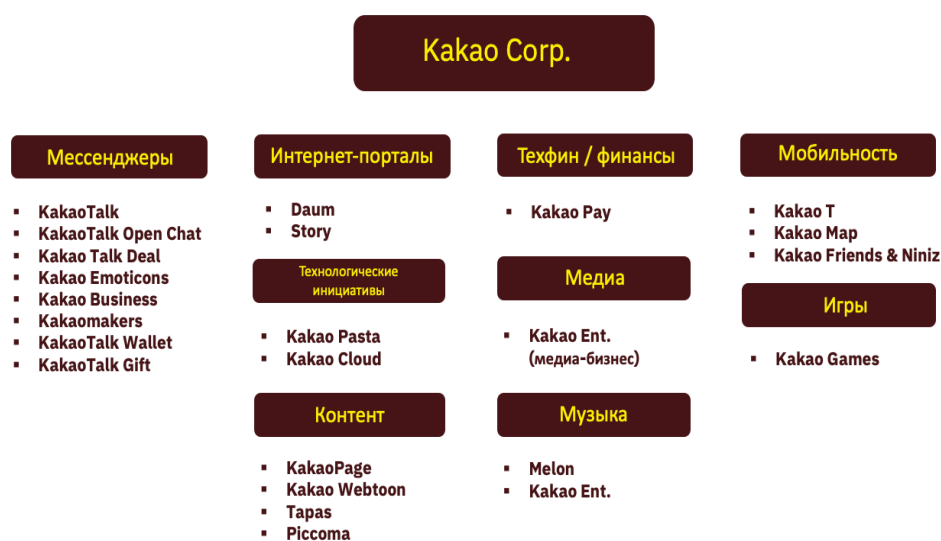 Kakao Corp.
Мессенджеры
▪ KakaoTalk
▪ KakaoTalk Open Chat
▪ Kakao Talk Deal
▪ Kakao Emoticons
▪ Kakao Business
▪ Kakaomakers
▪ KakaoTalk Wallet
▪ KakaoTalk Gift
Интернет-порталы
▪ Daum
▪ Story
Технологические
инициативы
▪ Kakao Pasta
▪ Kakao Cloud
Контент
▪ KakaoPage
▪ Kakao Webtoon
▪ Tapas
▪ Piccoma
Техфин / финансы
▪ Kakao Pay
Медиа
▪ Kakao Ent.
(медиа-бизнес)
Музыка
▪ Melon
▪ Kakao Ent.
Мобильность
▪ Kakao T
▪ Kakao Map
▪ Kakao Friends & Niniz
Игры
▪ Kakao Games